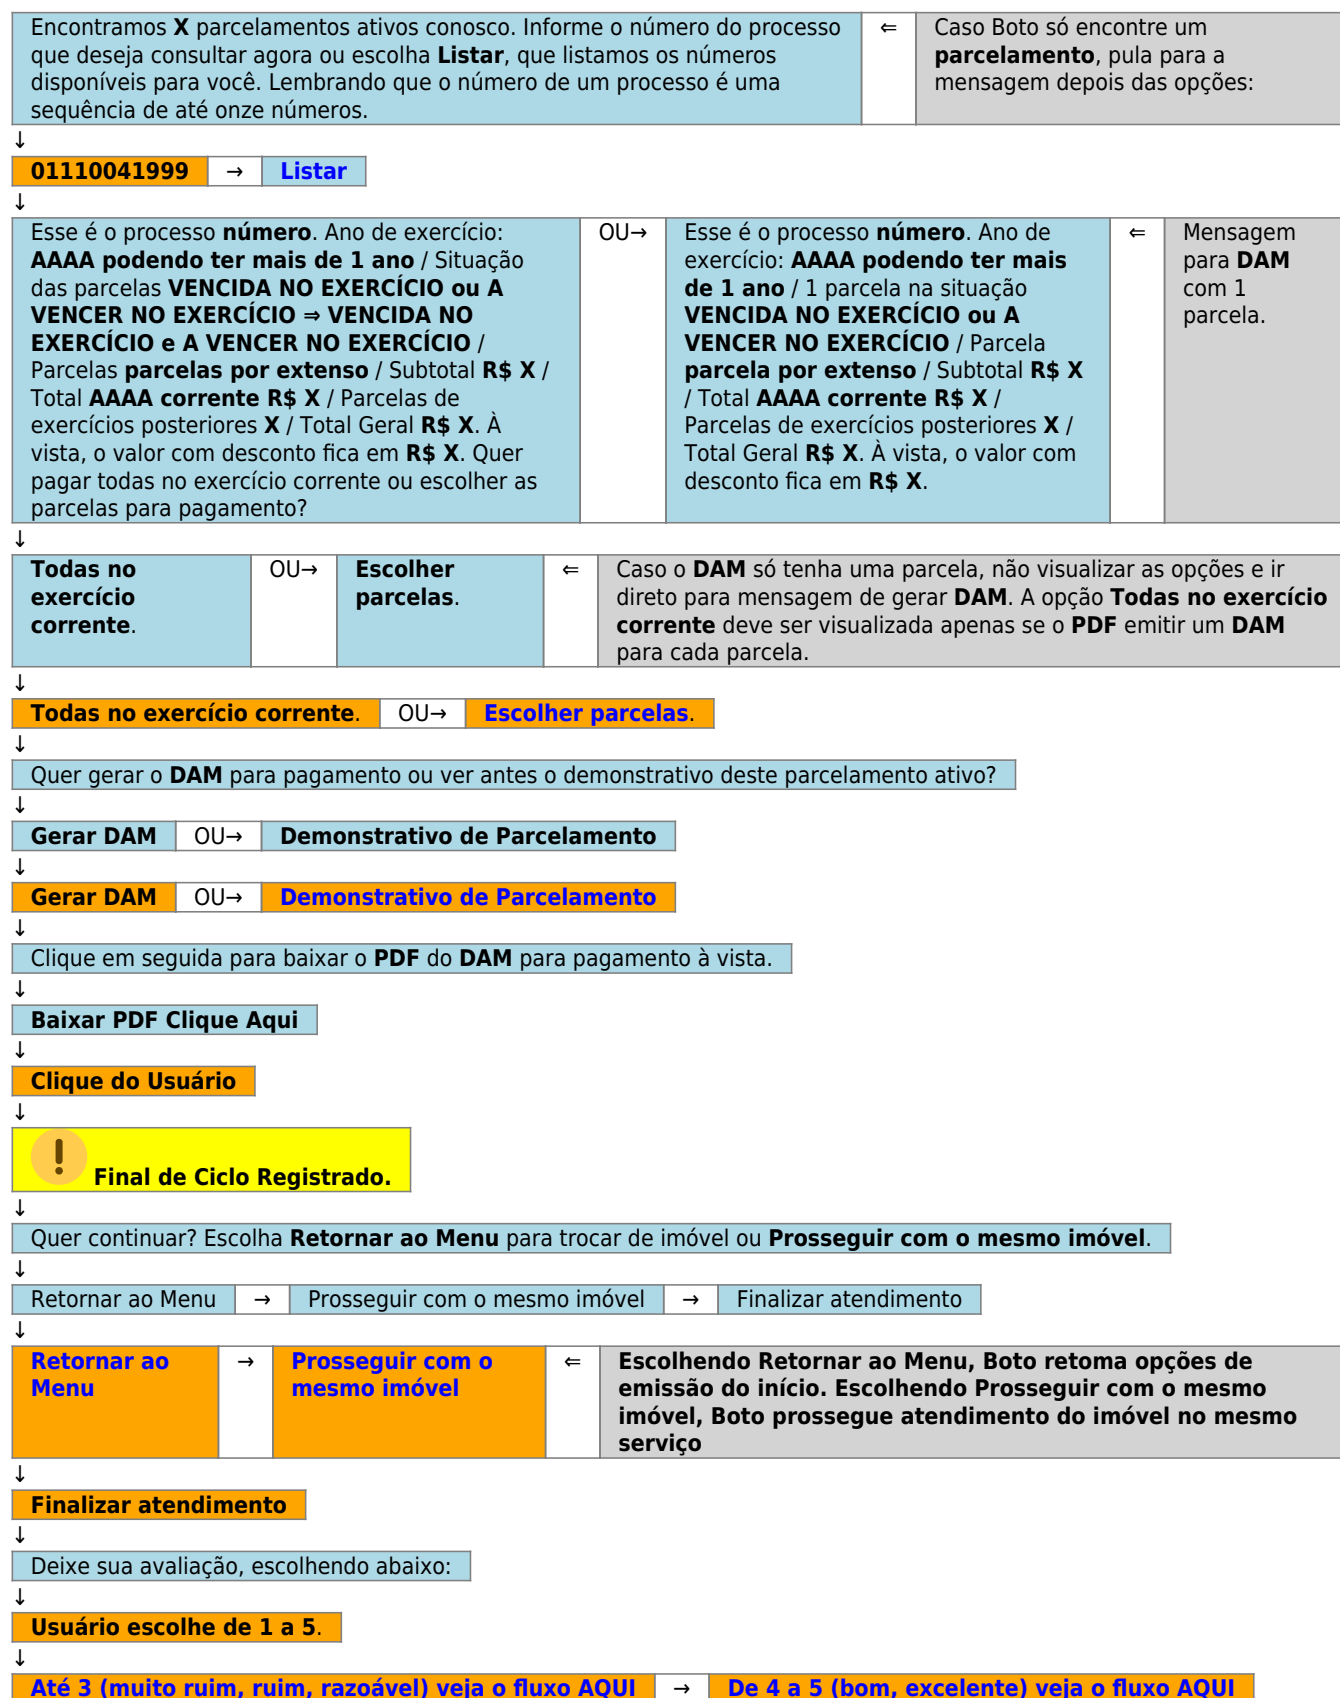 Encontramos X parcelamentos ativos conosco. Informe o número do processo
que deseja consultar agora ou escolha Listar, que listamos os números
disponíveis para você. Lembrando que o número de um processo é uma
sequência de até onze números.
⇐
Caso Boto só encontre um
parcelamento, pula para a
mensagem depois das opções:
↓
01110041999 → Listar
↓
Esse é o processo número. Ano de exercício:
AAAA podendo ter mais de 1 ano / Situação
das parcelas VENCIDA NO EXERCÍCIO ou A
VENCER NO EXERCÍCIO ⇒ VENCIDA NO
EXERCÍCIO e A VENCER NO EXERCÍCIO /
Parcelas parcelas por extenso / Subtotal R$ X /
Total AAAA corrente R$ X / Parcelas de
exercícios posteriores X / Total Geral R$ X. À
vista, o valor com desconto fica em R$ X. Quer
pagar todas no exercício corrente ou escolher as
parcelas para pagamento?
OU→
Esse é o processo número. Ano de
exercício: AAAA podendo ter mais
de 1 ano / 1 parcela na situação
VENCIDA NO EXERCÍCIO ou A
VENCER NO EXERCÍCIO / Parcela
parcela por extenso / Subtotal R$ X
/ Total AAAA corrente R$ X /
Parcelas de exercícios posteriores X /
Total Geral R$ X. À vista, o valor com
desconto fica em R$ X.
⇐
Mensagem
para DAM
com 1
parcela.
↓
Todas no
exercício
corrente.
OU→
Escolher
parcelas.
⇐
Caso o DAM só tenha uma parcela, não visualizar as opções e ir
direto para mensagem de gerar DAM. A opção Todas no exercício
corrente deve ser visualizada apenas se o PDF emitir um DAM
para cada parcela.
↓
Todas no exercício corrente. OU→ Escolher parcelas.
↓
Quer gerar o DAM para pagamento ou ver antes o demonstrativo deste parcelamento ativo?
↓
Gerar DAM OU→ Demonstrativo de Parcelamento
↓
Gerar DAM OU→ Demonstrativo de Parcelamento
↓
Clique em seguida para baixar o PDF do DAM para pagamento à vista.
↓
Baixar PDF Clique Aqui
↓
Clique do Usuário
↓
! Final de Ciclo Registrado.
↓
Quer continuar? Escolha Retornar ao Menu para trocar de imóvel ou Prosseguir com o mesmo imóvel.
↓
Retornar ao Menu → Prosseguir com o mesmo imóvel → Finalizar atendimento
↓
Retornar ao
Menu
→
Prosseguir com o
mesmo imóvel
⇐
Escolhendo Retornar ao Menu, Boto retoma opções de
emissão do início. Escolhendo Prosseguir com o mesmo
imóvel, Boto prossegue atendimento do imóvel no mesmo
serviço
↓
Finalizar atendimento
↓
Deixe sua avaliação, escolhendo abaixo:
↓
Usuário escolhe de 1 a 5.
↓
Até 3 (muito ruim, ruim, razoável) veja o fluxo AQUI → De 4 a 5 (bom, excelente) veja o fluxo AQUI